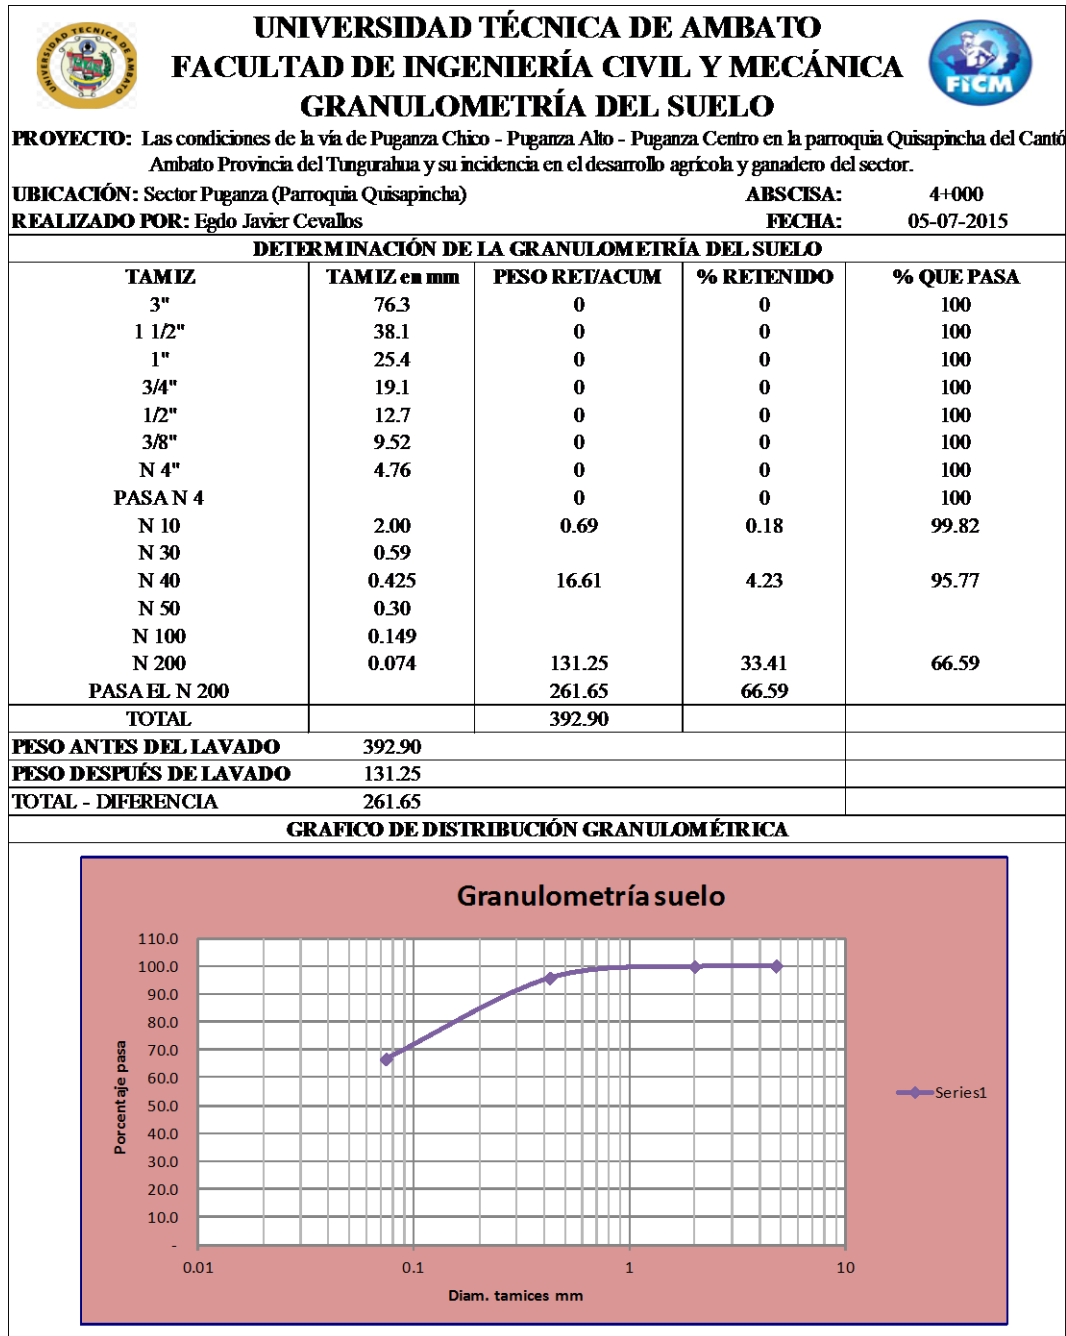 UNIVERSIDAD TÉCNICA DE AMBATO
FACULTAD DE INGENIERÍA CIVIL Y MECÁNICA
GRANULOMETRÍA DEL SUELO
UNIVERSIDAD TECNICA DE AMBATO
FICM
PROYECTO: Las condiciones de la vía de Puganza Chico - Puganza Alto - Puganza Centro en la parroquia Quisapincha del Cantó
Ambato Provincia del Tungurahua y su incidencia en el desarrollo agrícola y ganadero del sector.
UBICACIÓN: Sector Puganza (Parroquia Quisapincha) ABSCISA: 4+000
REALIZADO POR: Egdo Javier Cevallos FECHA: 05-07-2015
DETERMINACIÓN DE LA GRANULOMETRÍA DEL SUELO
TAMIZ TAMIZ en mm PESO RET/ACUM % RETENIDO % QUE PASA
3" 76.3 0 0 100
1 1/2" 38.1 0 0 100
1" 25.4 0 0 100
3/4" 19.1 0 0 100
1/2" 12.7 0 0 100
3/8" 9.52 0 0 100
N 4" 4.76 0 0 100
PASA N 4 0 0 100
N 10 2.00 0.69 0.18 99.82
N 30 0.59
N 40 0.425 16.61 4.23 95.77
N 50 0.30
N 100 0.149
N 200 0.074 131.25 33.41 66.59
PASA EL N 200 261.65 66.59
TOTAL 392.90
PESO ANTES DEL LAVADO 392.90
PESO DESPUÉS DE LAVADO 131.25
TOTAL - DIFERENCIA 261.65
GRAFICO DE DISTRIBUCIÓN GRANULOMÉTRICA
Granulometría suelo
110.0
100.0
90.0
80.0
70.0
60.0
50.0
40.0
30.0
20.0
10.0
-
Porcentaje pasa
Series1
0.01 0.1 1 10
Diam. tamices mm